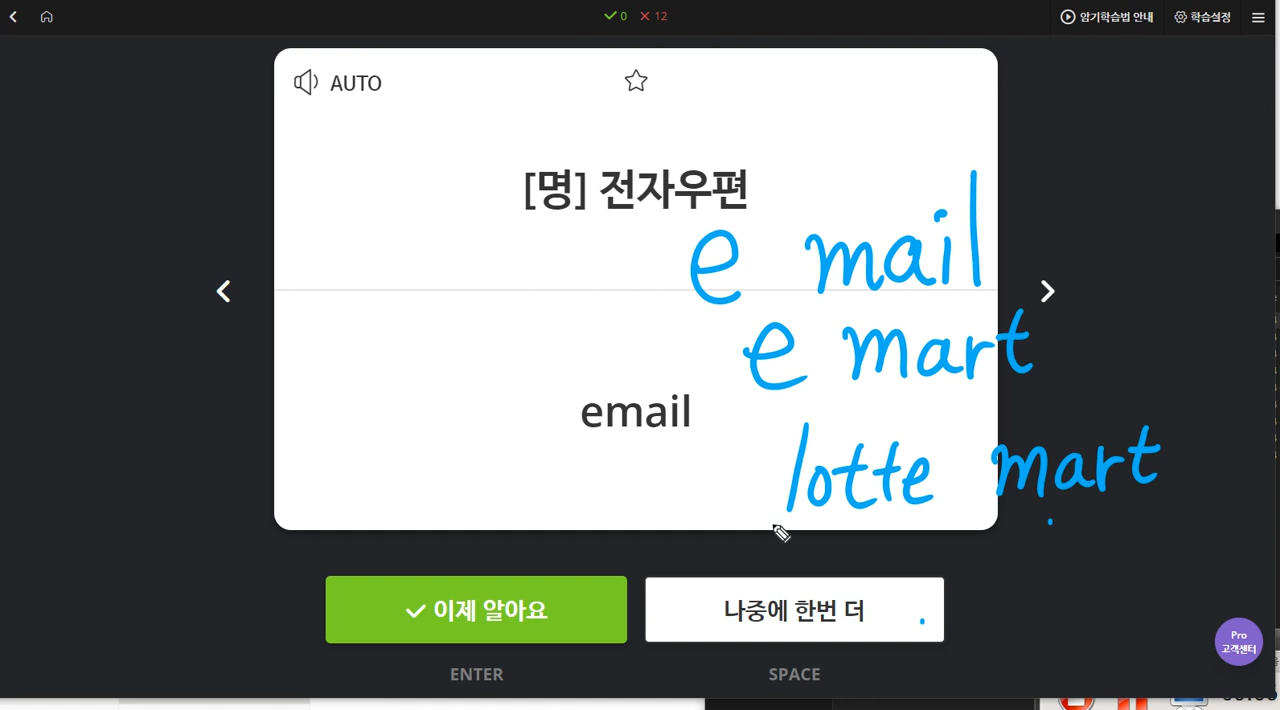 0 12 암기학습법 안내 학습설정
AUTO
[명] 전자우편
e mail
e mart
email
lotte mart
이제 알아요 나중에 한번 더
ENTER SPACE
Pro
고객센터